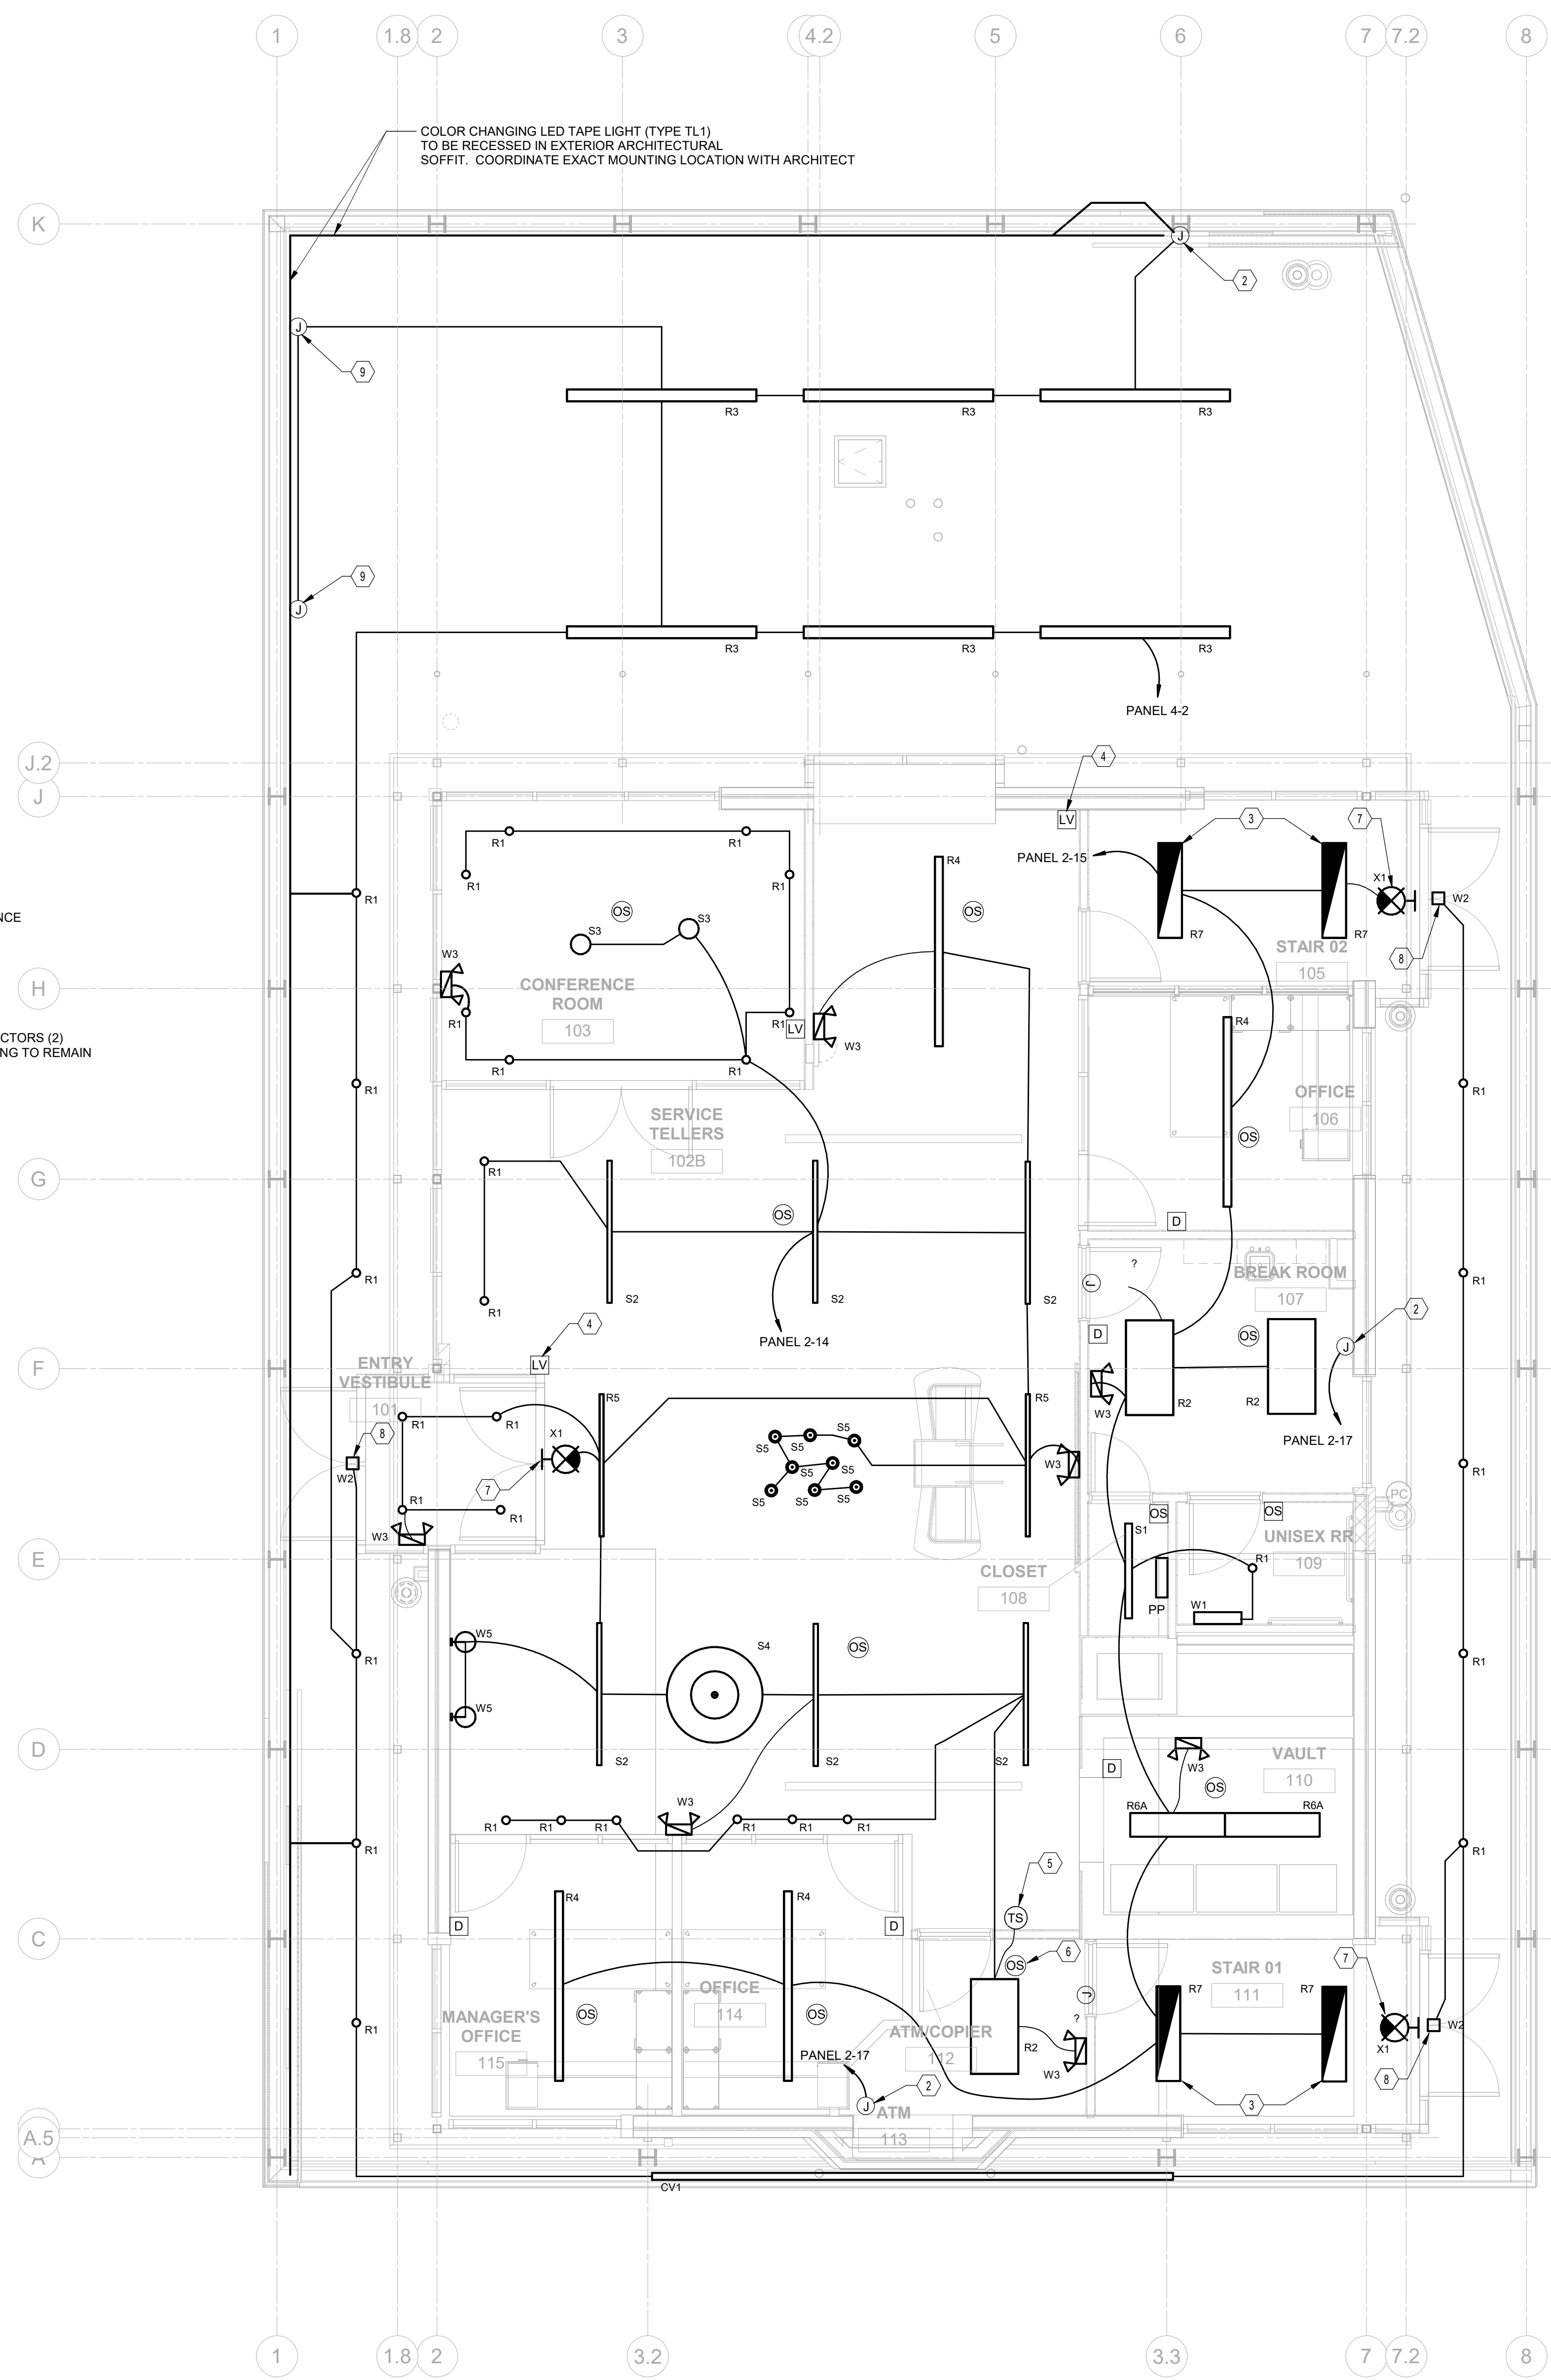 1
1.8
2
3
4.2
5
6
7
7.2
8
COLOR CHANGING LED TAPE LIGHT (TYPE TL1)
TO BE RECESSED IN EXTERIOR ARCHITECTURAL
SOFFIT. COORDINATE EXACT MOUNTING LOCATION WITH ARCHITECT
K
J
2
J
9
R3
R3
R3
9
J
R3
R3
R3
PANEL 4-2
J.2
J
4
LV
3
7
R1
R1
PANEL 2-15
R4
X1
R1
R1
R1
W2
NCE
OS
OS
S3
S3
R7
R7
STAIR 02
105
8
W3
H
CONFERENCE
ROOM
103
R1
R1
LV
W3
R4
CTORS (2)
NG TO REMAIN
R1
R1
R1
R1
OFFICE
106
SERVICE
TELLERS
102B
OS
G
R1
OS
D
?
J
BREAK ROOM
107
R1
R1
R1
S2
S2
S2
2
4
D
OS
J
PANEL 2-14
F
LV
ENTRY
VESTIBULE
101
R5
R5
W3
R2
R2
R1
R1
8
X1
S5
S5
S5
PANEL 2-17
W2
7
S5
S5
W3
R1
S5
S5
S5
PC
R1
R1
W3
OS
OS
S1
UNISEX RR
109
E
CLOSET
108
R1
PP
W1
W5
S4
OS
R1
R1
W5
D
S2
S2
S2
D
W3
VAULT
110
OS
W3
R6A
R6A
R1
R1
R1
R1
R1
R1
R1
R1
5
R4
R4
TS
D
D
C
6
OS
7
STAIR 01
111
R7
R7
J
OFFICE
114
MANAGER'S
OFFICE
115
OS
OS
R1
ATM/COPIER
112
?
R2
W3
X1
W2
PANEL 2-17
2
J
8
3
ATM
113
A.5
A
CV1
1
1.8
2
3.2
3.3
7
7.2
8